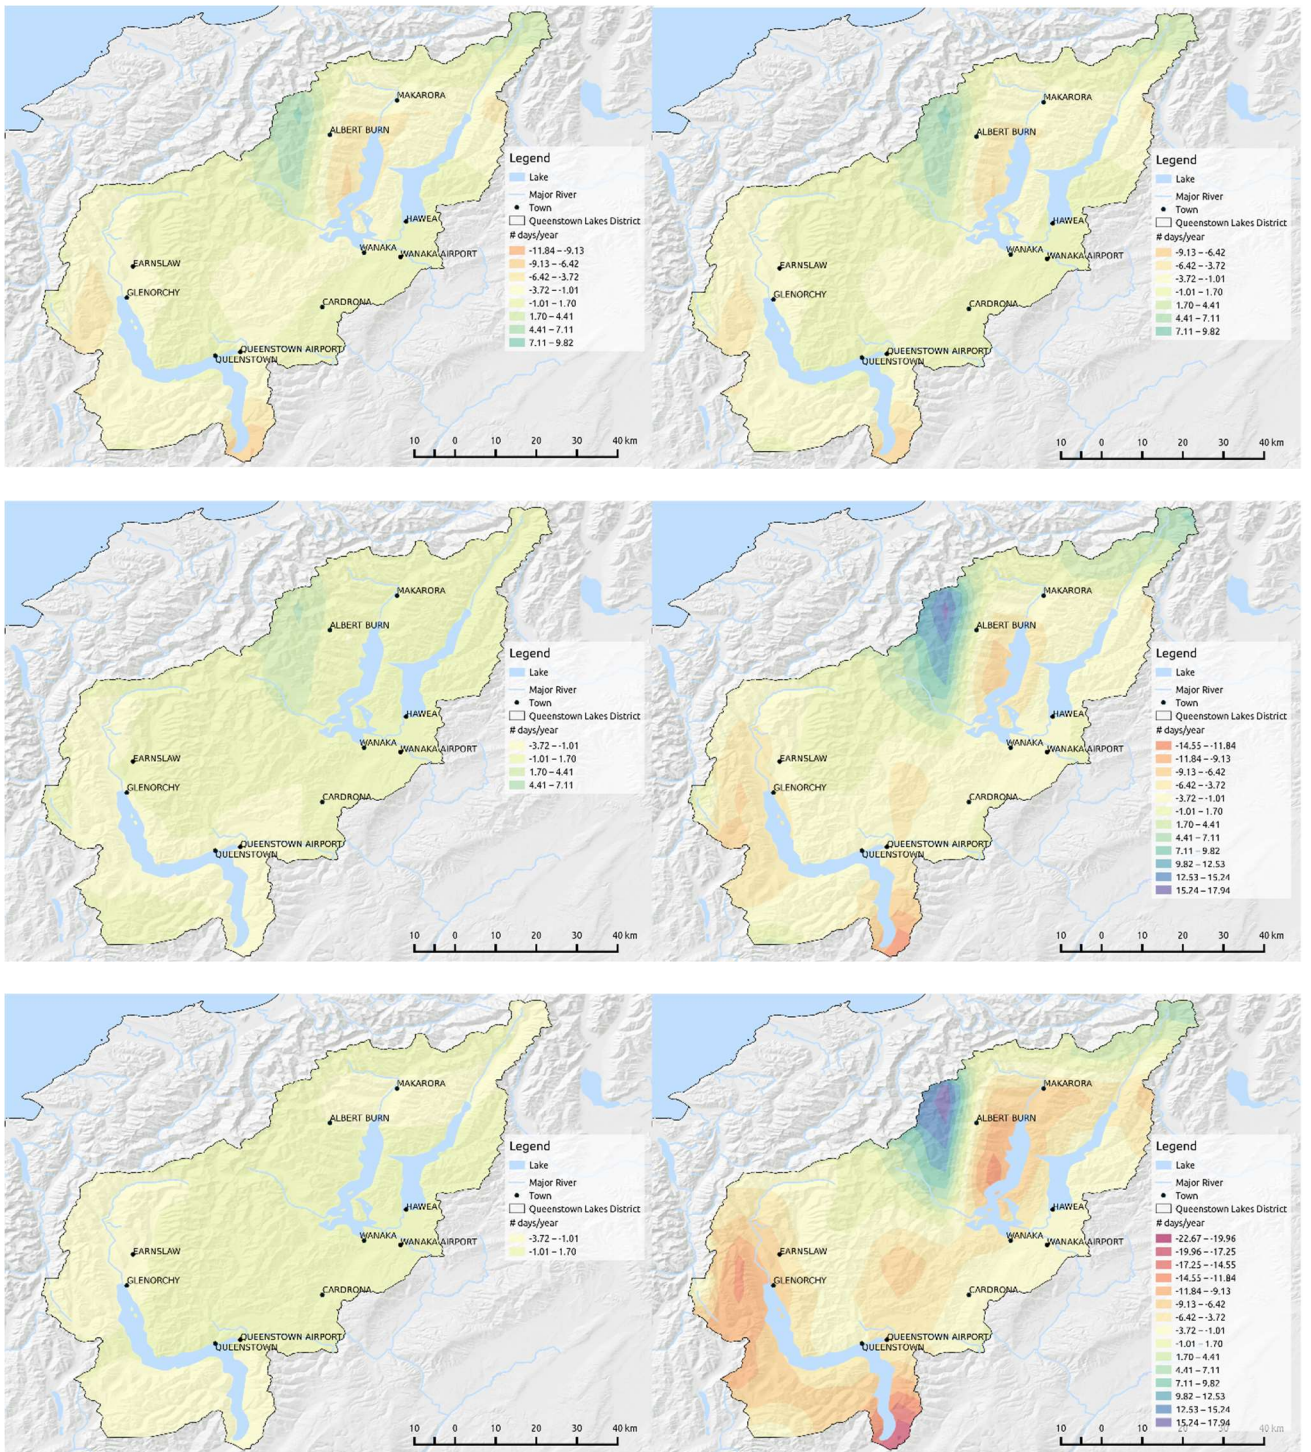 MAKARORA
ALBERT BURN
Legend
Lake
Major River
Town
Queenstown Lakes District
# days/year
-11.84 – -9.13
-9.13 – -6.42
-6.42 – -3.72
-3.72 – -1.01
-1.01 – 1.70
1.70 – 4.41
4.41 – 7.11
7.11 – 9.82
HAWEA
WANAKA
WANAKA AIRPORT
EARNSLAW
GLENORCHY
CARDRONA
QUEENSTOWN AIRPORT
QUEENSTOWN
10 0 10 20 30 40 km
MAKARORA
ALBERT BURN
Legend
Lake
Major River
Town
Queenstown Lakes District
# days/year
-9.13 – -6.42
-6.42 – -3.72
-3.72 – -1.01
-1.01 – 1.70
1.70 – 4.41
4.41 – 7.11
7.11 – 9.82
HAWEA
WANAKA
WANAKA AIRPORT
EARNSLAW
GLENORCHY
CARDRONA
QUEENSTOWN AIRPORT
QUEENSTOWN
10 0 10 20 30 40 km
MAKARORA
ALBERT BURN
Legend
Lake
Major River
Town
Queenstown Lakes District
# days/year
-3.72 – -1.01
-1.01 – 1.70
1.70 – 4.41
4.41 – 7.11
HAWEA
WANAKA
WANAKA AIRPORT
EARNSLAW
GLENORCHY
CARDRONA
QUEENSTOWN AIRPORT
QUEENSTOWN
10 0 10 20 30 40 km
MAKARORA
ALBERT BURN
Legend
Lake
Major River
Town
Queenstown Lakes District
# days/year
-14.55 – -11.84
-11.84 – -9.13
-9.13 – -6.42
-6.42 – -3.72
-3.72 – -1.01
-1.01 – 1.70
1.70 – 4.41
4.41 – 7.11
7.11 – 9.82
9.82 – 12.53
12.53 – 15.24
15.24 – 17.94
HAWEA
WANAKA
WANAKA AIRPORT
EARNSLAW
GLENORCHY
CARDRONA
QUEENSTOWN AIRPORT
QUEENSTOWN
10 0 10 20 30 40 km
MAKARORA
ALBERT BURN
Legend
Lake
Major River
Town
Queenstown Lakes District
# days/year
-3.72 – -1.01
-1.01 – 1.70
HAWEA
WANAKA
WANAKA AIRPORT
EARNSLAW
GLENORCHY
CARDRONA
QUEENSTOWN AIRPORT
QUEENSTOWN
10 0 10 20 30 40 km
MAKARORA
ALBERT BURN
Legend
Lake
Major River
Town
Queenstown Lakes District
# days/year
-22.67 – -19.96
-19.96 – -17.25
-17.25 – -14.55
-14.55 – -11.84
-11.84 – -9.13
-9.13 – -6.42
-6.42 – -3.72
-3.72 – -1.01
-1.01 – 1.70
1.70 – 4.41
4.41 – 7.11
7.11 – 9.82
9.82 – 12.53
12.53 – 15.24
15.24 – 17.94
HAWEA
WANAKA
WANAKA AIRPORT
EARNSLAW
GLENORCHY
CARDRONA
QUEENSTOWN AIRPORT
QUEENSTOWN
10 0 10 20 30 40 km